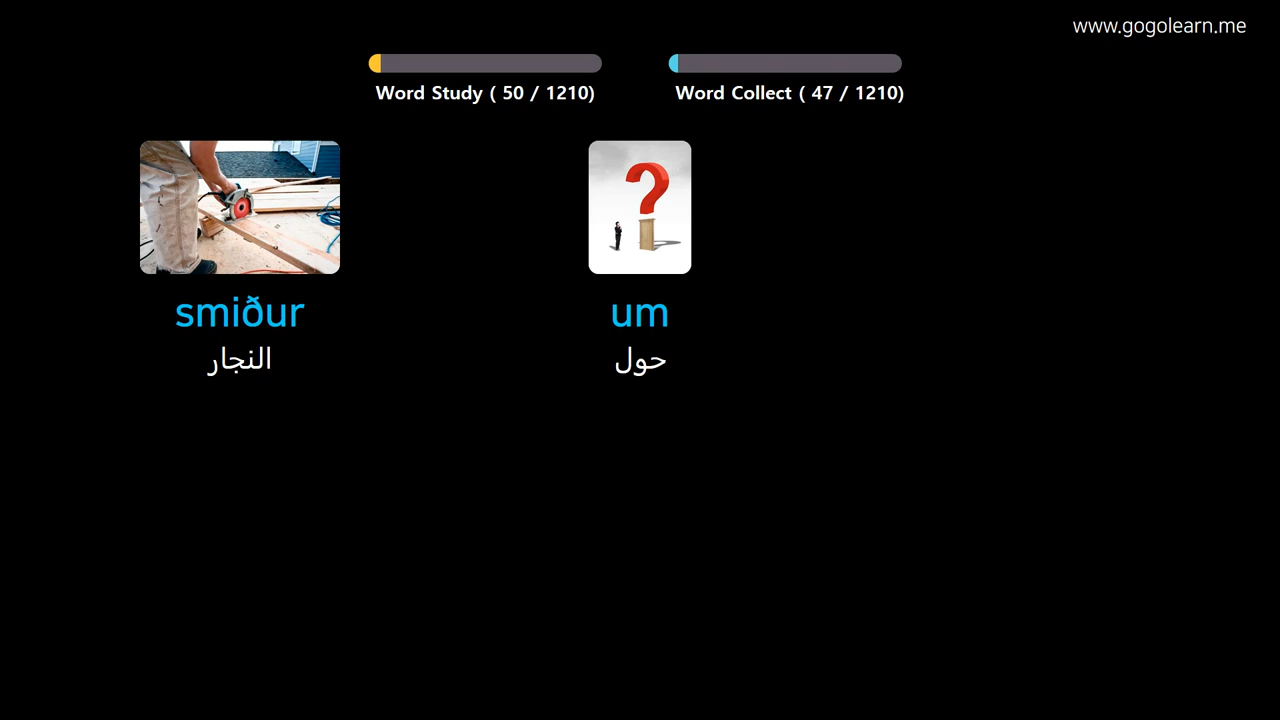 www.gogolearn.me
Word Study ( 50 / 1210)
Word Collect ( 47 / 1210)
smiður
النجار
um
حول